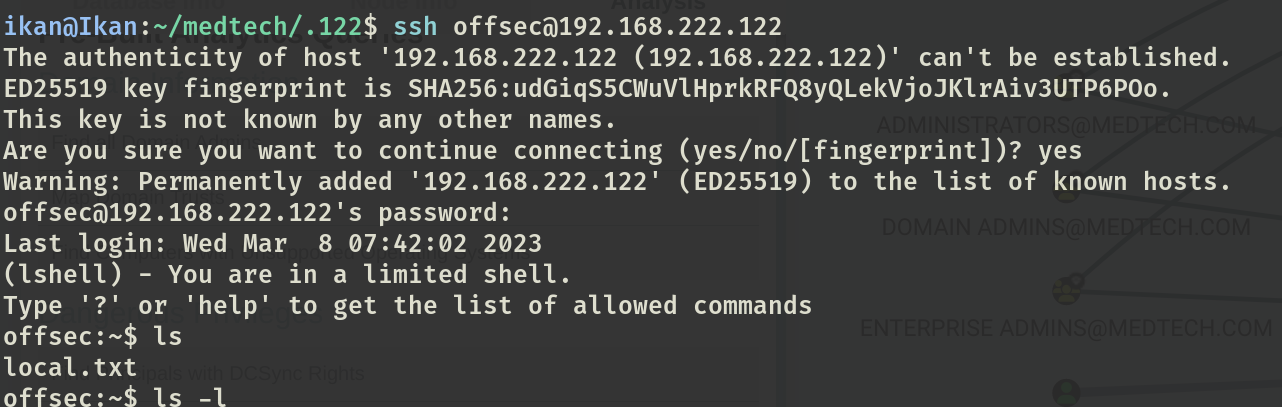 ikan@Ikan:~/medtech/.122$ ssh offsec@192.168.222.122
The authenticity of host '192.168.222.122 (192.168.222.122)' can't be established.
ED25519 key fingerprint is SHA256:udGiqS5CWuVlHprkRFQ8yQLekVjoJKlrAiv3UTP6POo.
This key is not known by any other names.
ADMINISTRATORS@MEDTECH.COM
Are you sure you want to continue connecting (yes/no/[fingerprint])? yes
Warning: Permanently added '192.168.222.122' (ED25519) to the list of known hosts.
offsec@192.168.222.122's password:
DOMAIN ADMINS@MEDTECH.COM
Last login: Wed Mar  8 07:42:02 2023
(lshell) - You are in a limited shell.
Type '?' or 'help' to get the list of allowed commands
ENTERPRISE ADMINS@MEDTECH.COM
offsec:~$ ls
local.txt
with DCSync Rights
offsec:~$ ls -l